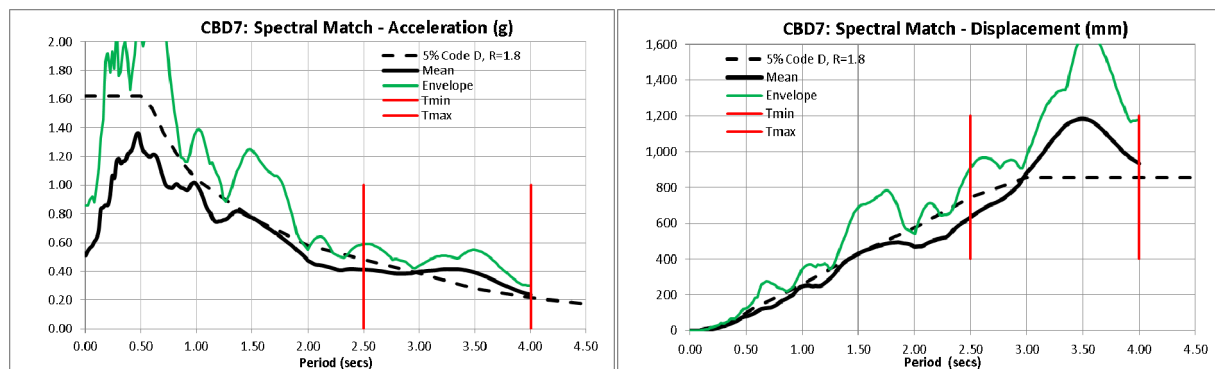 CBD7: Spectral Match - Acceleration (g)
2.00
1.80
1.60
1.40
1.20
1.00
0.80
0.60
0.40
0.20
0.00
5% Code D, R=1.8
Mean
Envelope
Tmin
Tmax
0.00 0.50 1.00 1.50 2.00 2.50 3.00 3.50 4.00 4.50
Period (secs)
CBD7: Spectral Match - Displacement (mm)
1,600
1,400
1,200
1,000
800
600
400
200
0
5% Code D, R=1.8
Mean
Envelope
Tmin
Tmax
0.00 0.50 1.00 1.50 2.00 2.50 3.00 3.50 4.00 4.50
Period (secs)